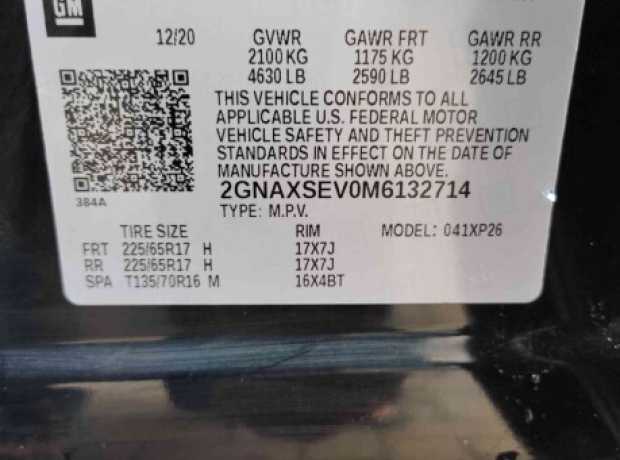 GM
12/20 GVWR GAWR FRT GAWR RR
2100 KG 1175 KG 1200 KG
4630 LB 2590 LB 2645 LB
THIS VEHICLE CONFORMS TO ALL
APPLICABLE U.S. FEDERAL MOTOR
VEHICLE SAFETY AND THEFT PREVENTION
STANDARDS IN EFFECT ON THE DATE OF
MANUFACTURE SHOWN ABOVE.
384A
2GNAXSEV0M6132714
TYPE: M.P.V.
TIRE SIZE RIM MODEL: 041XP26
FRT 225/65R17 H 17X7J
RR 225/65R17 H 17X7J
SPA T135/70R16 M 16X4BT